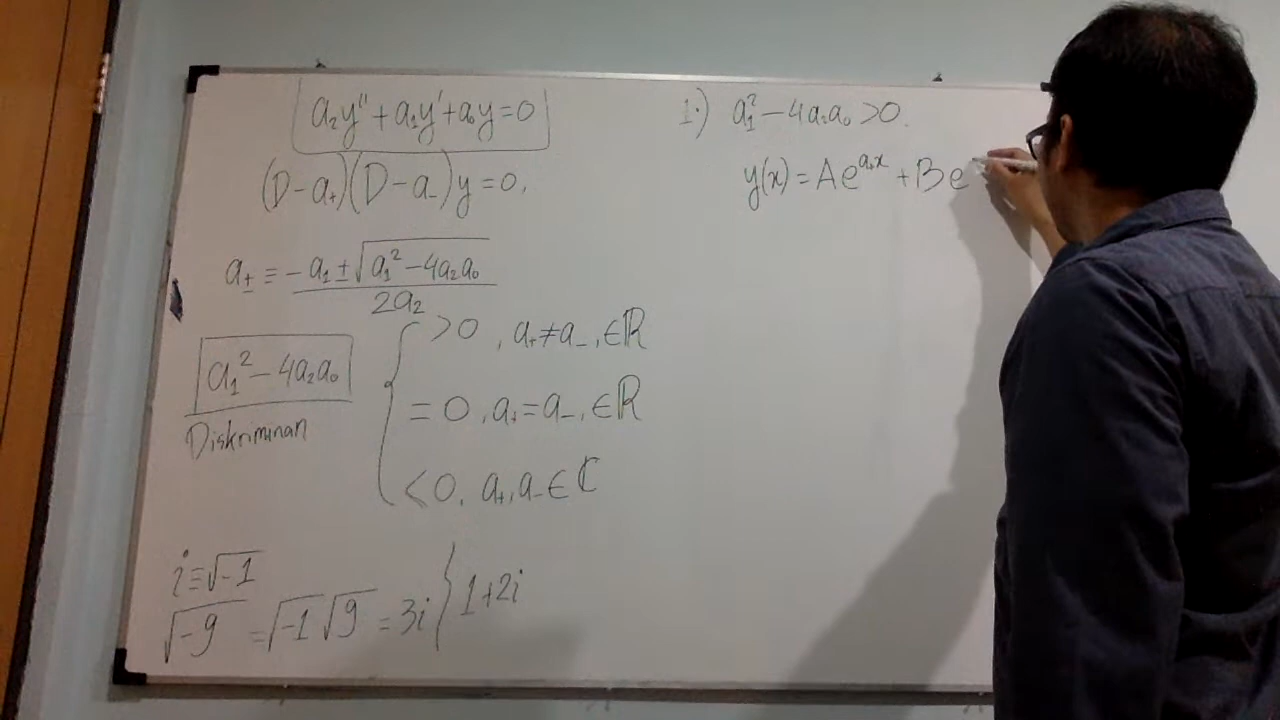 a₂y'' + a₁y' + a₀y = 0
(D - a₊)(D - a₋)y = 0,
a± ≡ -a₁ ± √(a₁² - 4a₂a₀) / 2a₂
a₁² - 4a₂a₀
Diskriminan
> 0, a₊ ≠ a₋, ∈ ℝ
= 0, a₊ = a₋, ∈ ℝ
< 0, a₊, a₋ ∈ ℂ
i ≡ √-1
√-9 = √-1 √9 = 3i } 1+2i
1.) a₁² - 4a₂a₀ > 0.
y(x) = Ae^(a₊x) + Be